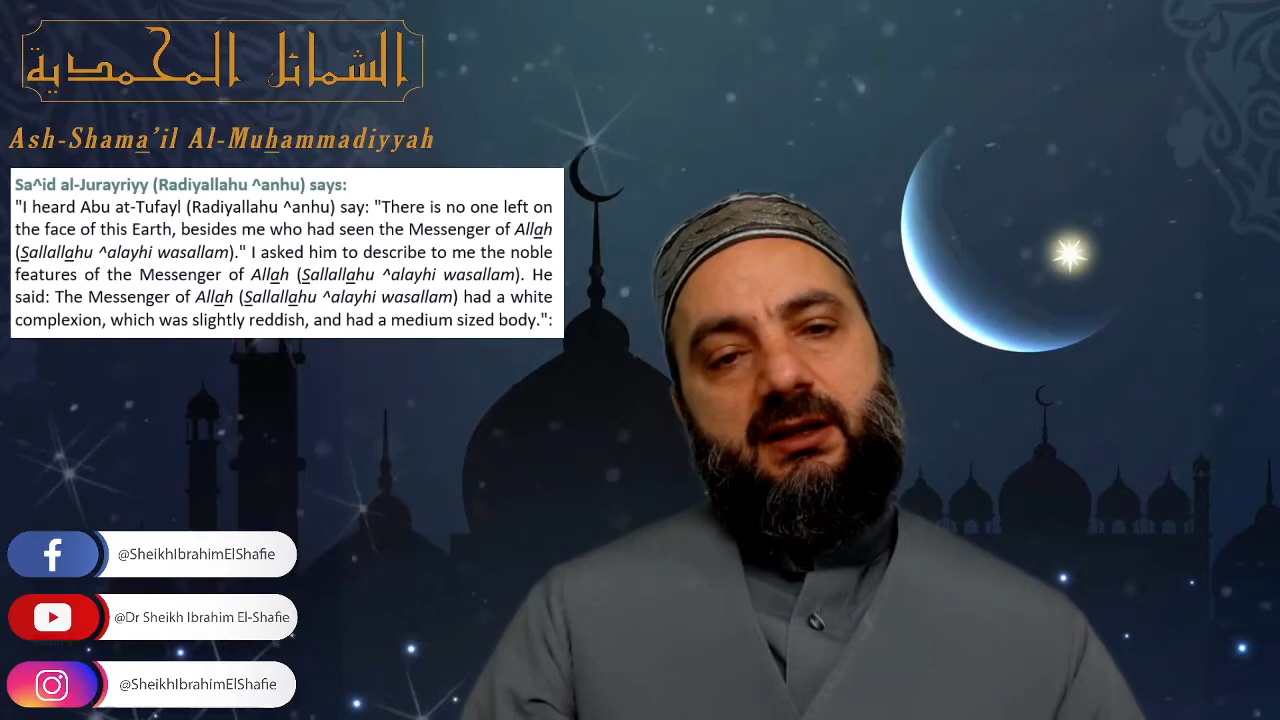 الشمائل المحمدية
Ash-Shama'il Al-Muhammadiyyah
Sa^id al-Jurayriyy (Radiyallahu ^anhu) says:
"I heard Abu at-Tufayl (Radiyallahu ^anhu) say: "There is no one left on
the face of this Earth, besides me who had seen the Messenger of Allah
(Sallallahu ^alayhi wasallam)." I asked him to describe to me the noble
features of the Messenger of Allah (Sallallahu ^alayhi wasallam). He
said: The Messenger of Allah (Sallallahu ^alayhi wasallam) had a white
complexion, which was slightly reddish, and had a medium sized body.":
@SheikhIbrahimElShafie
@Dr Sheikh Ibrahim El-Shafie
@SheikhIbrahimElShafie